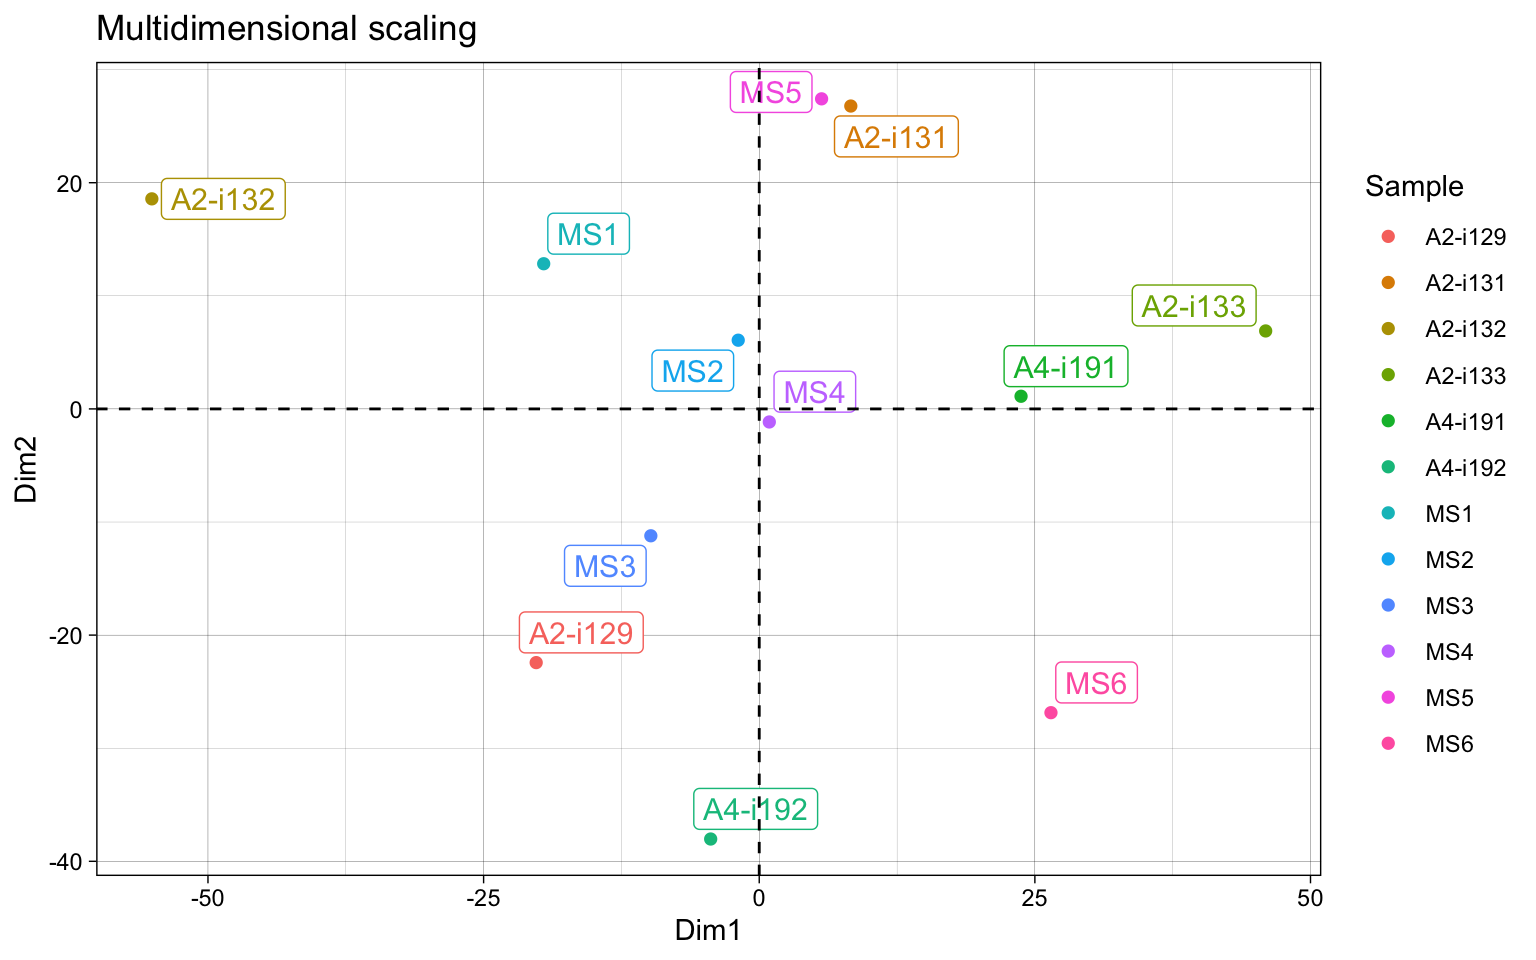 Multidimensional scaling
MS5
A2-i131
A2-i132
MS1
A2-i133
MS2
A4-i191
MS4
MS3
A2-i129
MS6
A4-i192
20
0
-20
-40
-50
-25
0
25
50
Dim1
Dim2
Sample
A2-i129
A2-i131
A2-i132
A2-i133
A4-i191
A4-i192
MS1
MS2
MS3
MS4
MS5
MS6